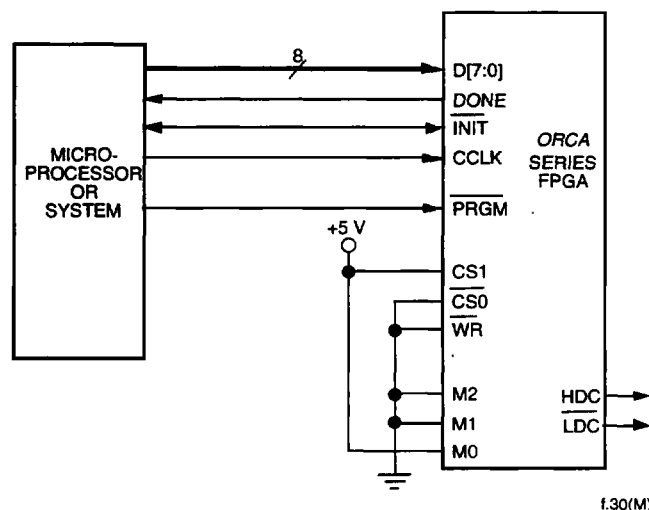 8
D[7:0]
DONE
INIT
CCLK
PRGM
MICRO-
PROCESSOR
OR
SYSTEM
ORCA
SERIES
FPGA
+5 V
CS1
CS0
WR
M2
M1
M0
HDC
LDC
f.30(M)